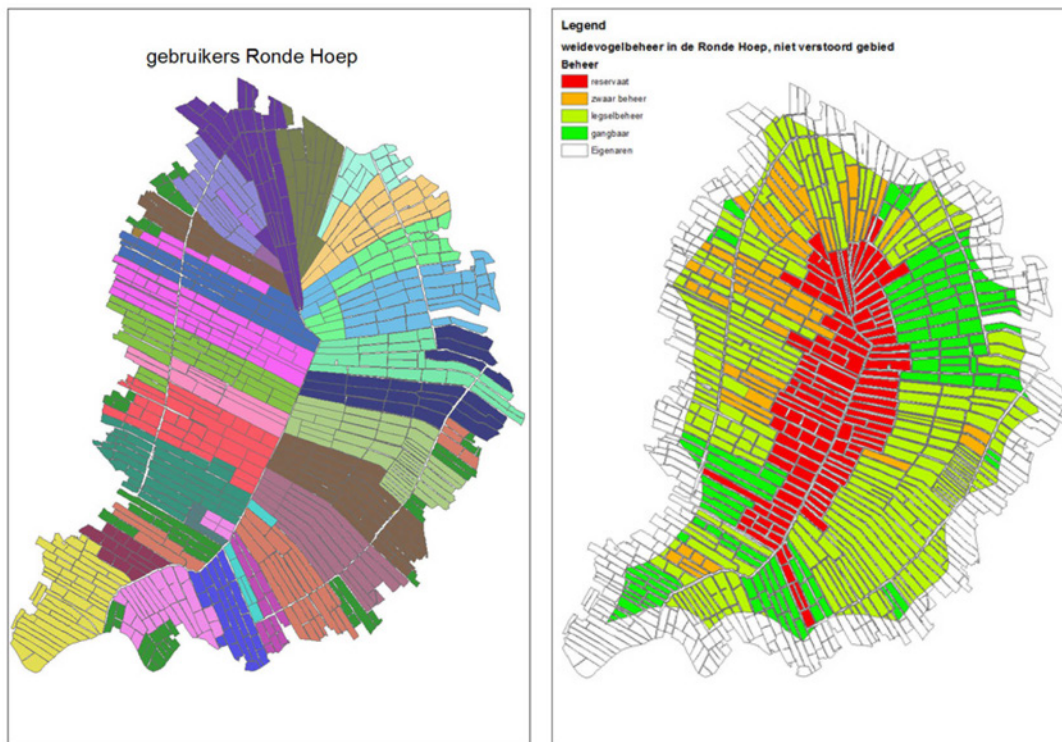 gebruikers Ronde Hoep
Legend
weidevogelbeheer in de Ronde Hoep, niet verstoord gebied
Beheer
reservaat
zwaar beheer
legselbeheer
gangbaar
Eigenaren